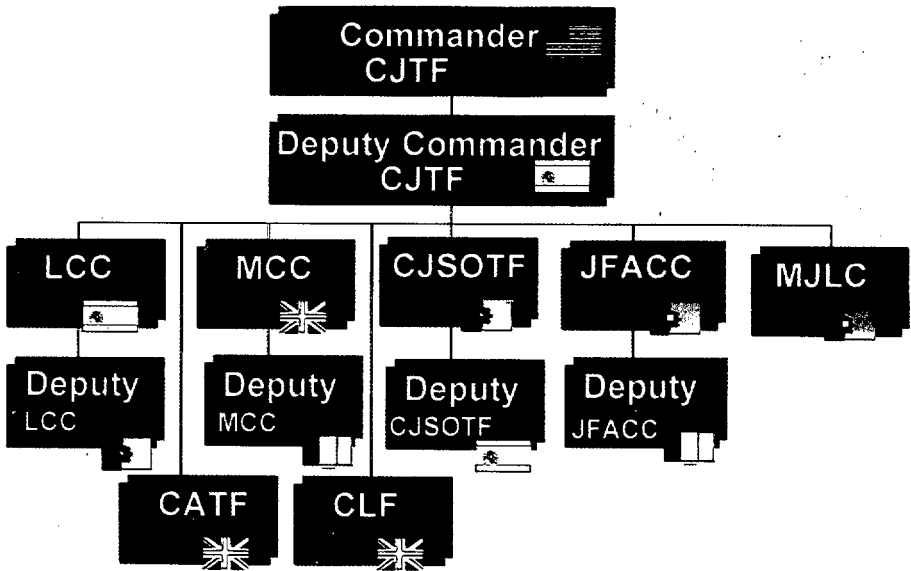 Commander
CJTF
Deputy Commander
CJTF
LCC
MCC
CJSOTF
JFACC
MJLC
Deputy
LCC
Deputy
MCC
Deputy
CJSOTF
Deputy
JFACC
CATF
CLF